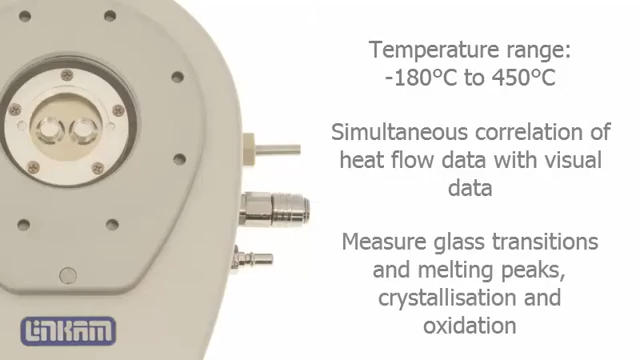 Temperature range:
-180°C to 450°C
Simultaneous correlation of
heat flow data with visual
data
Measure glass transitions
and melting peaks,
crystallisation and
oxidation
LINKAM